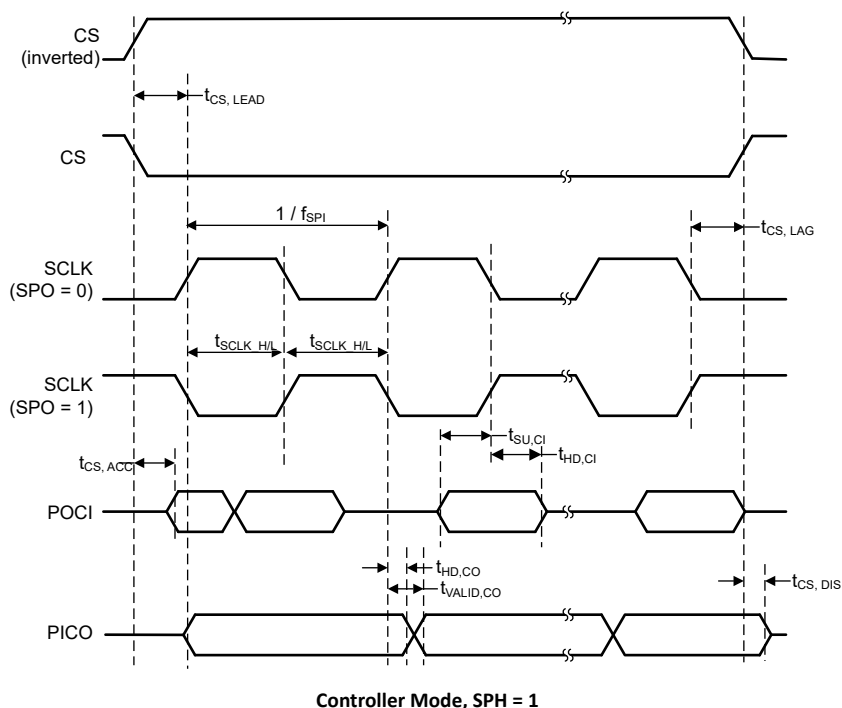 CS
(inverted)
tCS, LEAD
CS
1 / fSPI
tCS, LAG
SCLK
(SPO = 0)
tSCLK_H/L
tSCLK_H/L
SCLK
(SPO = 1)
tSU,CI
tHD,CI
tCS, ACC
POCI
tHD,CO
tVALID,CO
tCS, DIS
PICO
Controller Mode, SPH = 1